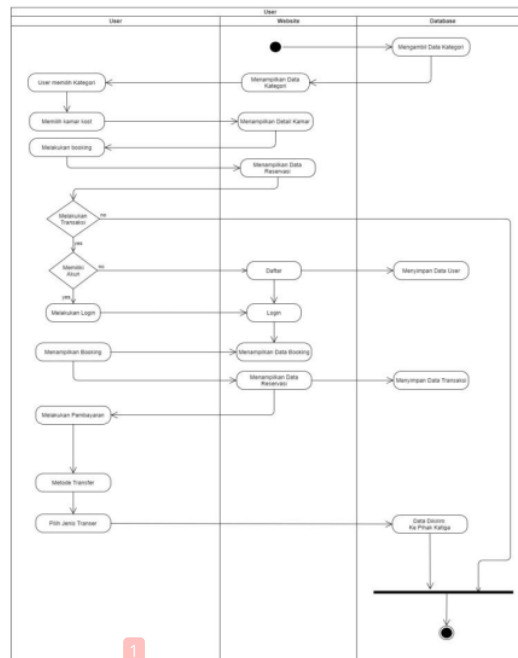 User
User
Website
Database
Mengambil Data Kategori
User memilih Kategori
Menampilkan Data
Kategori
Memilih kamar kost
Menampilkan Detail Kamar
Melakukan booking
Menampilkan Data
Reservasi
Melakukan
Transaksi
no
yes
Memiliki
Akun
no
Daftar
Menyimpan Data User
yes
Melakukan Login
Login
Menampilkan Booking
Menampilkan Data Booking
Menampilkan Data
Reservasi
Menyimpan Data Transaksi
Melakukan Pembayaran
Metode Transfer
Pilih Jenis Transer
Data Dikirim
Ke Pihak Katiga
1